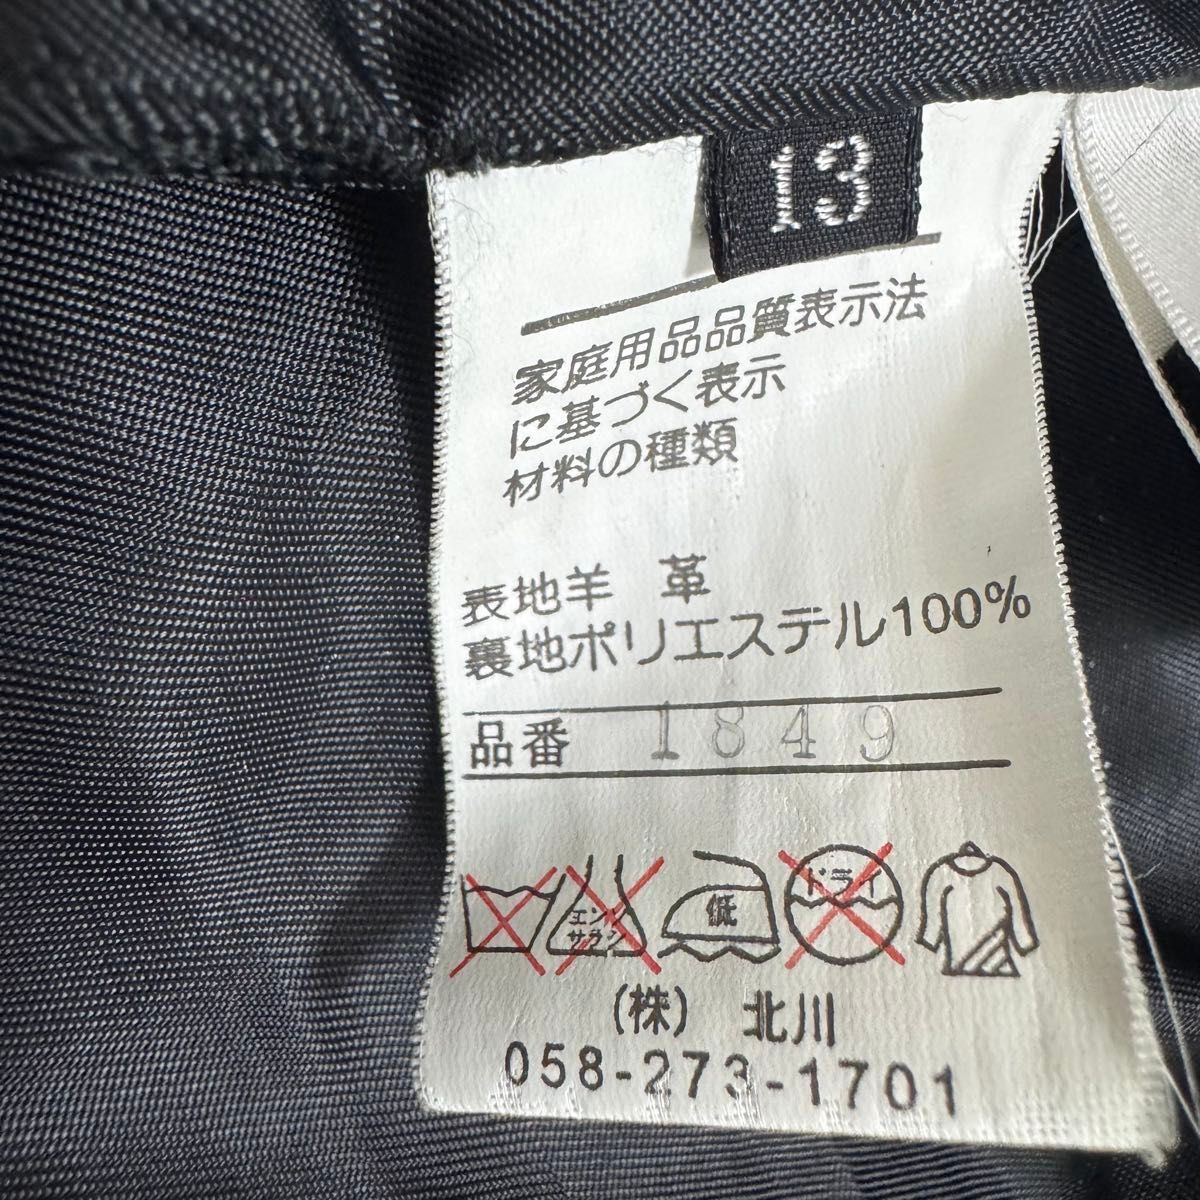 13
家庭用品品質表示法
に基づく表示
材料の種類
表地羊 革
裏地ポリエステル100%
品番 1849
エンソ
サラシ
低
ドライ
(株) 北川
058-273-1701